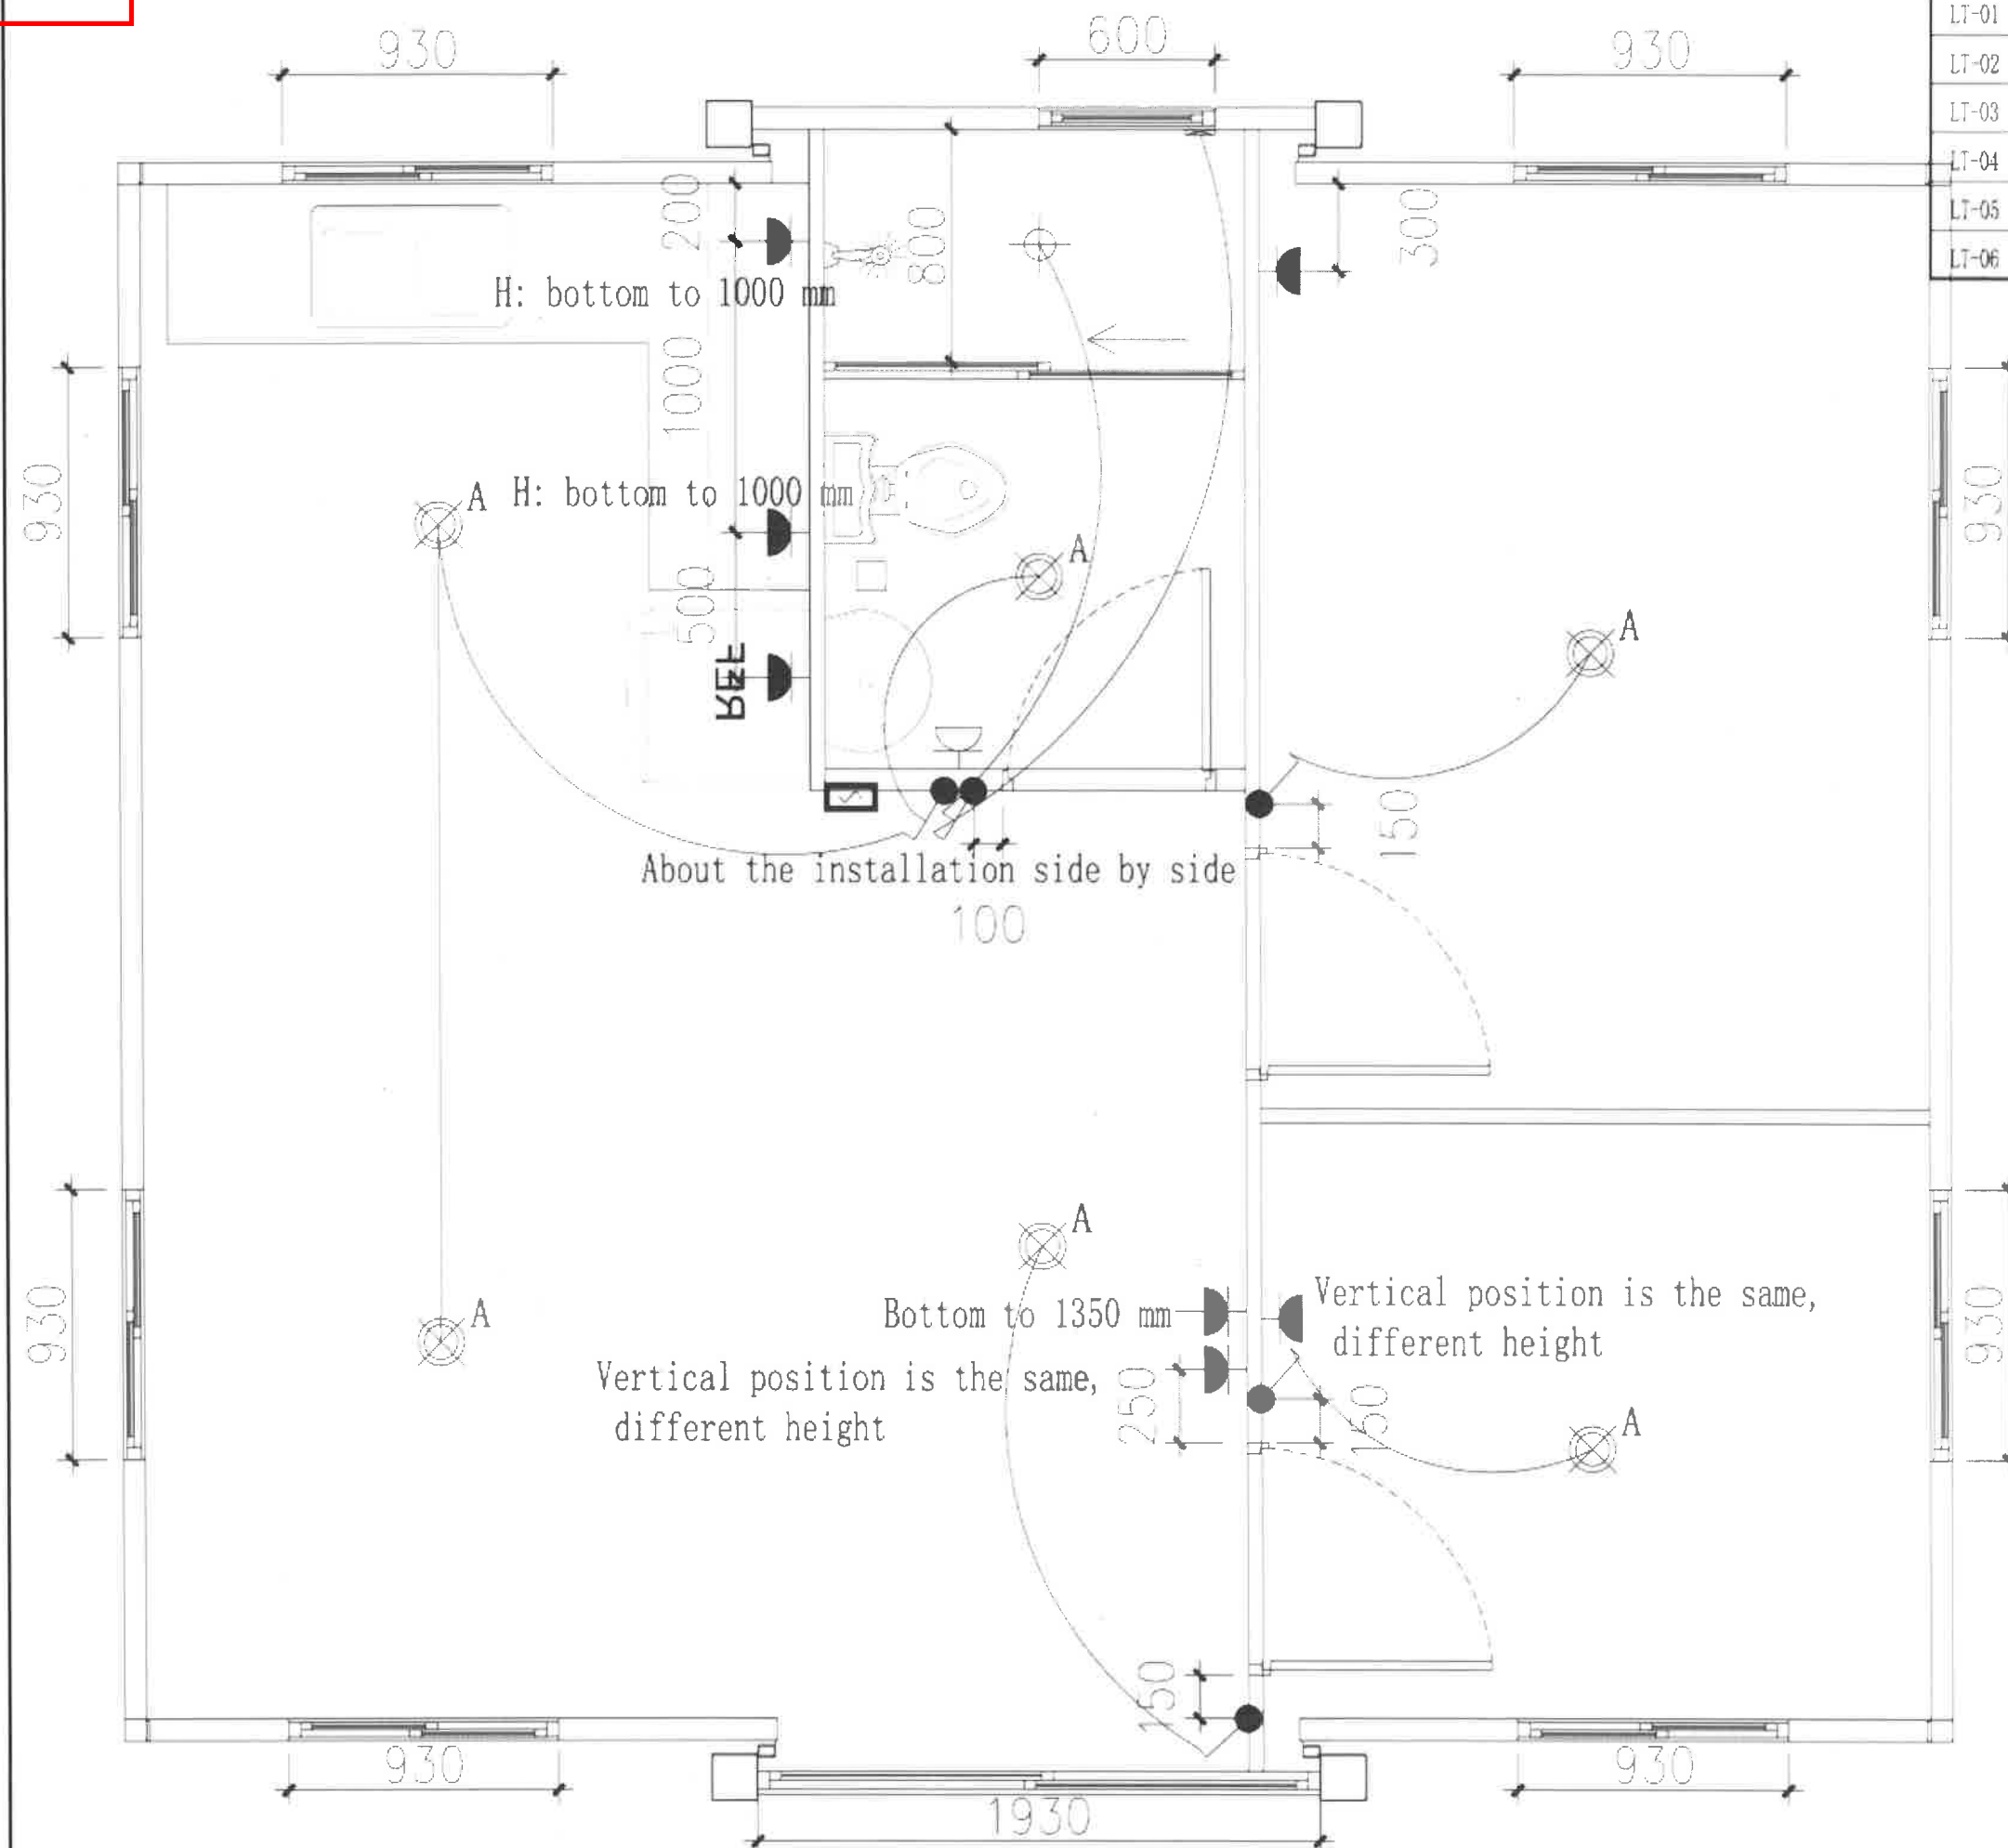 LT-01
930
600
930
LT-02
LT-03
LT-04
LT-05
LT-06
200
800
300
H: bottom to 1000 mm
1000
930
A
H: bottom to 1000 mm
930
A
500
REF
A
150
About the installation side by side
100
A
Bottom to 1350 mm
Vertical position is the same,
different height
930
A
930
Vertical position is the same,
different height
250
150
A
150
930
930
1930